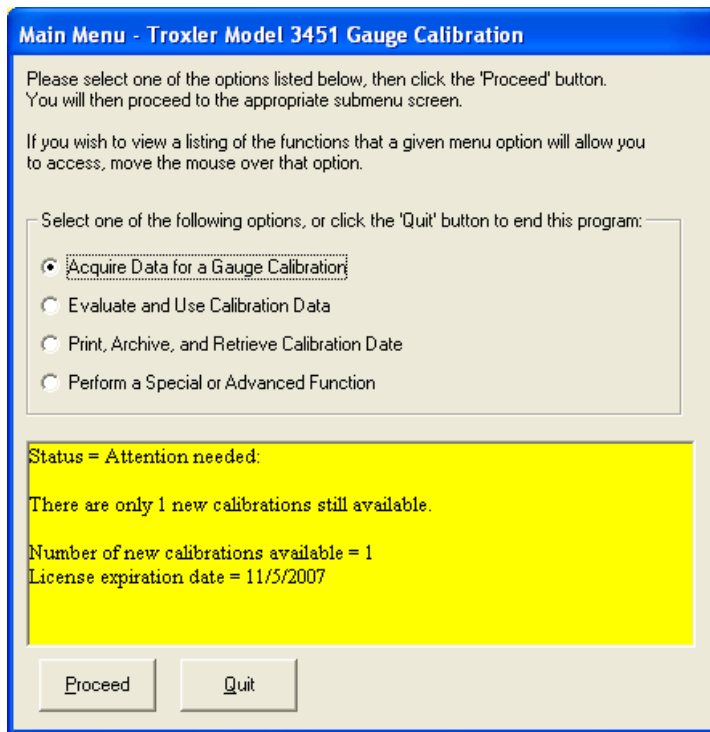 Main Menu - Troxler Model 3451 Gauge Calibration
Please select one of the options listed below, then click the 'Proceed' button.
You will then proceed to the appropriate submenu screen.
If you wish to view a listing of the functions that a given menu option will allow you
to access, move the mouse over that option.
Select one of the following options, or click the 'Quit' button to end this program:
Acquire Data for a Gauge Calibration
Evaluate and Use Calibration Data
Print, Archive, and Retrieve Calibration Date
Perform a Special or Advanced Function
Status = Attention needed:
There are only 1 new calibrations still available.
Number of new calibrations available = 1
License expiration date = 11/5/2007
Proceed
Quit